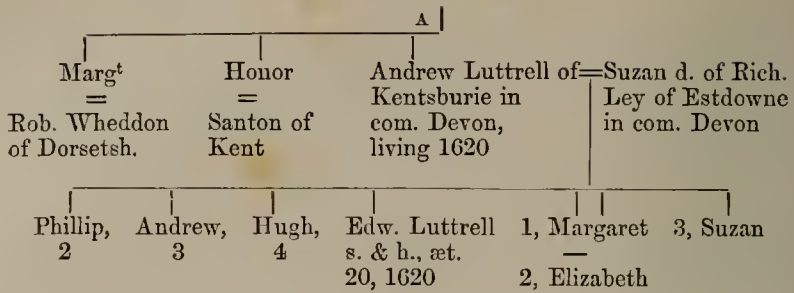 A
Margt
=
Rob. Wheddon
of Dorsetsh.
Honor
=
Santon of
Kent
Andrew Luttrell of=Suzan d. of Rich.
Kentsburie in
com. Devon,
living 1620
Ley of Estdowne
in com. Devon
Phillip,
2
Andrew,
3
Hugh,
4
Edw. Luttrell
s. & h., æt.
20, 1620
1, Margaret
—
2, Elizabeth
3, Suzan